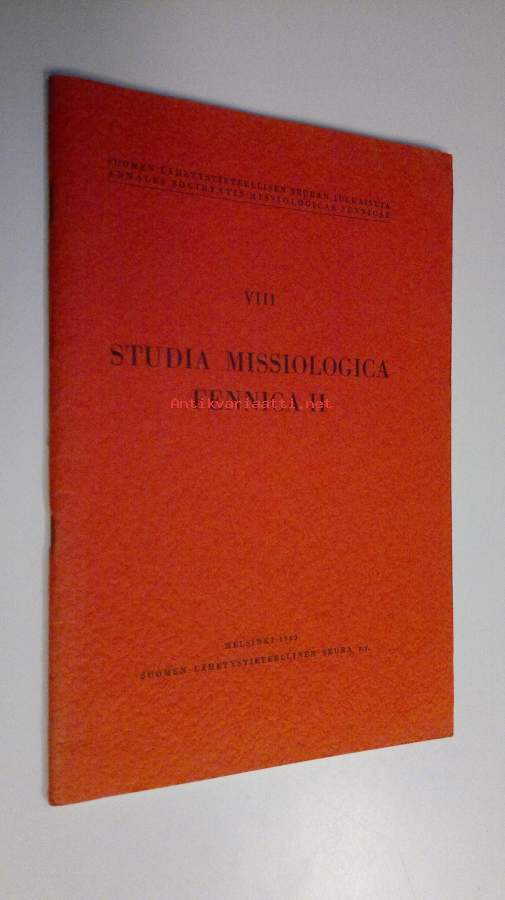 SUOMEN LÄHETYSTIETEELLISEN SEURAN JULKAISUJA
ANNALES SOCIETATIS MISSIOLOGICAE FENNICAE
VIII
STUDIA MISSIOLOGICA
FENNICA II
Antikvariaatti.net
HELSINKI
SUOMEN LÄHETYSTIETEELLINEN SEURA, r.y.